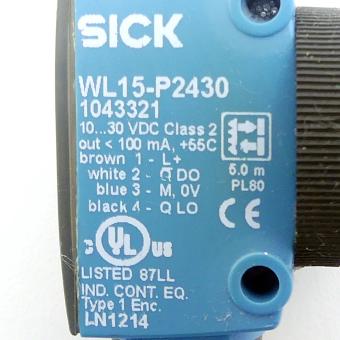 SICK
WL15-P2430
1043321
10...30 VDC Class 2
out < 100 mA, +55C
brown 1 - L+
white 2 - Q̅ DO
blue 3 - M, 0V
black 4 - Q LO
5.0 m
PL80
CE
C UL US
LISTED 87LL
IND. CONT. EQ.
Type 1 Enc.
LN1214